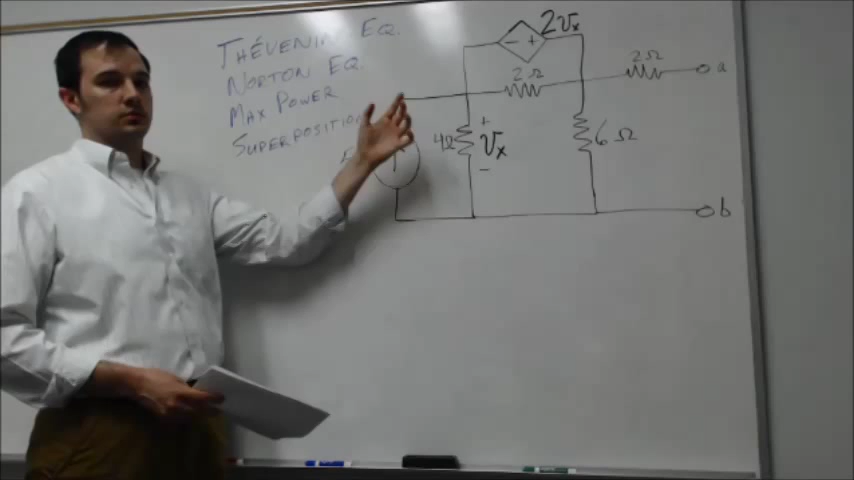 THÉVENIN EQ.
NORTON EQ.
MAX POWER
SUPERPOSITION
2Vx
- +
2Ω
2Ω
a
4Ω
+
Vx
-
6Ω
b